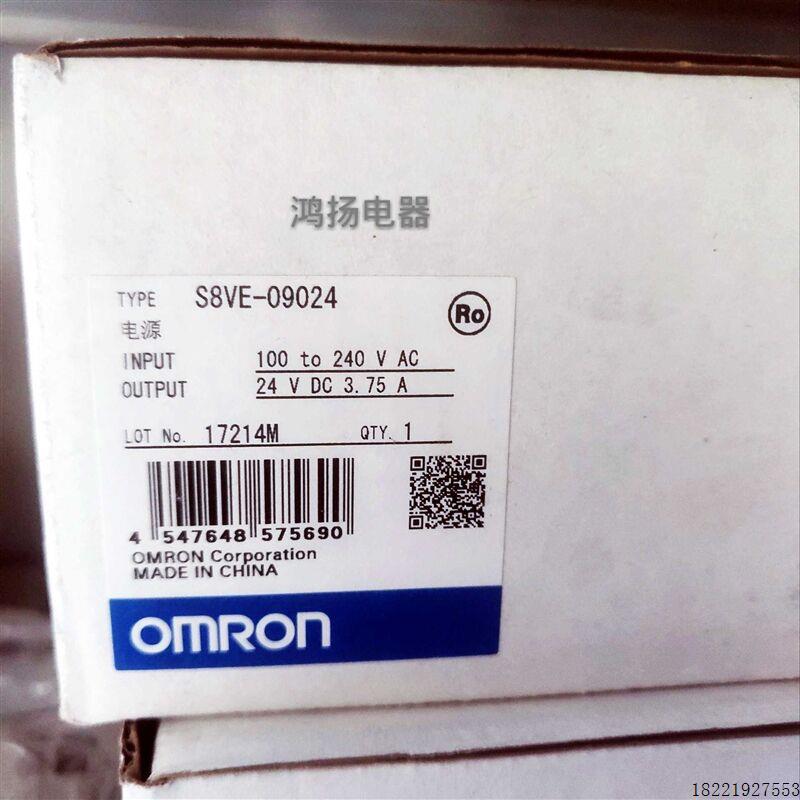 鸿扬电器
TYPE S8VE-09024
Ro
电源
INPUT 100 to 240 V AC
OUTPUT 24 V DC 3.75 A
LOT No. 17214M QTY. 1
4 547648 575690
OMRON Corporation
MADE IN CHINA
OMRON
18221927553